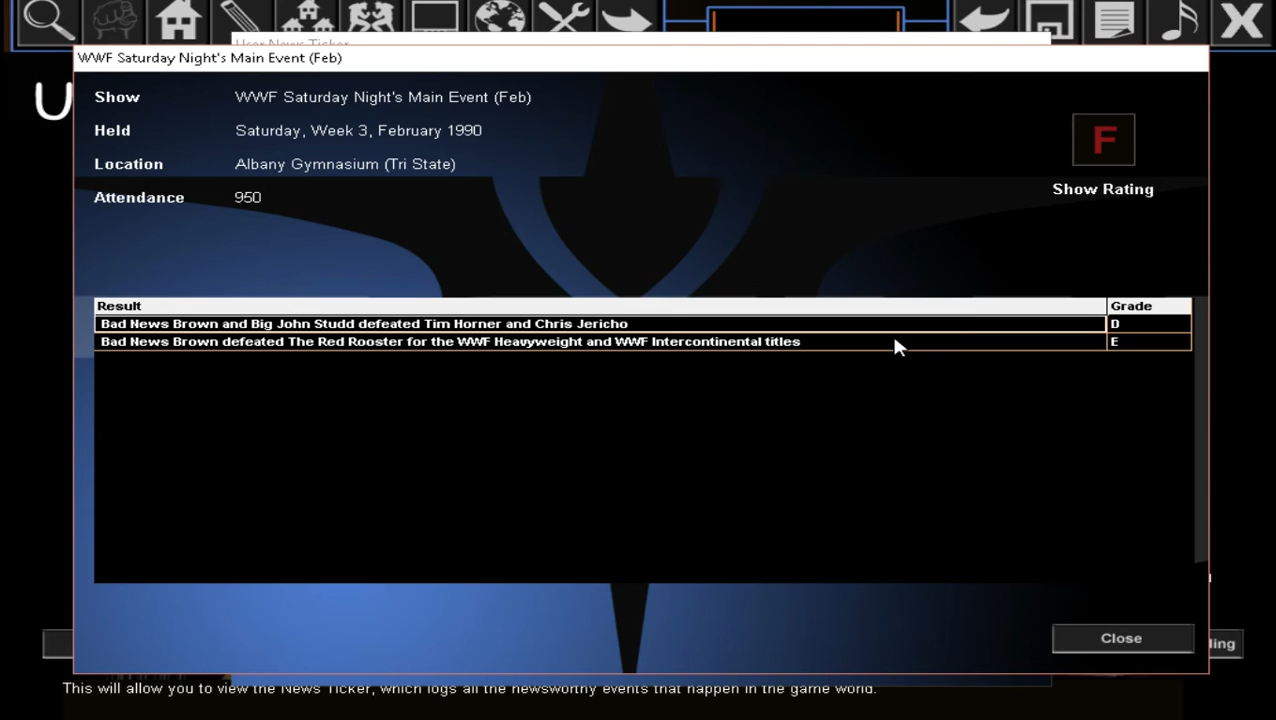 User News Ticker
WWF Saturday Night's Main Event (Feb)
U
Show WWF Saturday Night's Main Event (Feb)
Held Saturday, Week 3, February 1990
Location Albany Gymnasium (Tri State)
Attendance 950
F
Show Rating
Result Grade
Bad News Brown and Big John Studd defeated Tim Horner and Chris Jericho D
Bad News Brown defeated The Red Rooster for the WWF Heavyweight and WWF Intercontinental titles E
Close
ling
This will allow you to view the News Ticker, which logs all the newsworthy events that happen in the game world.